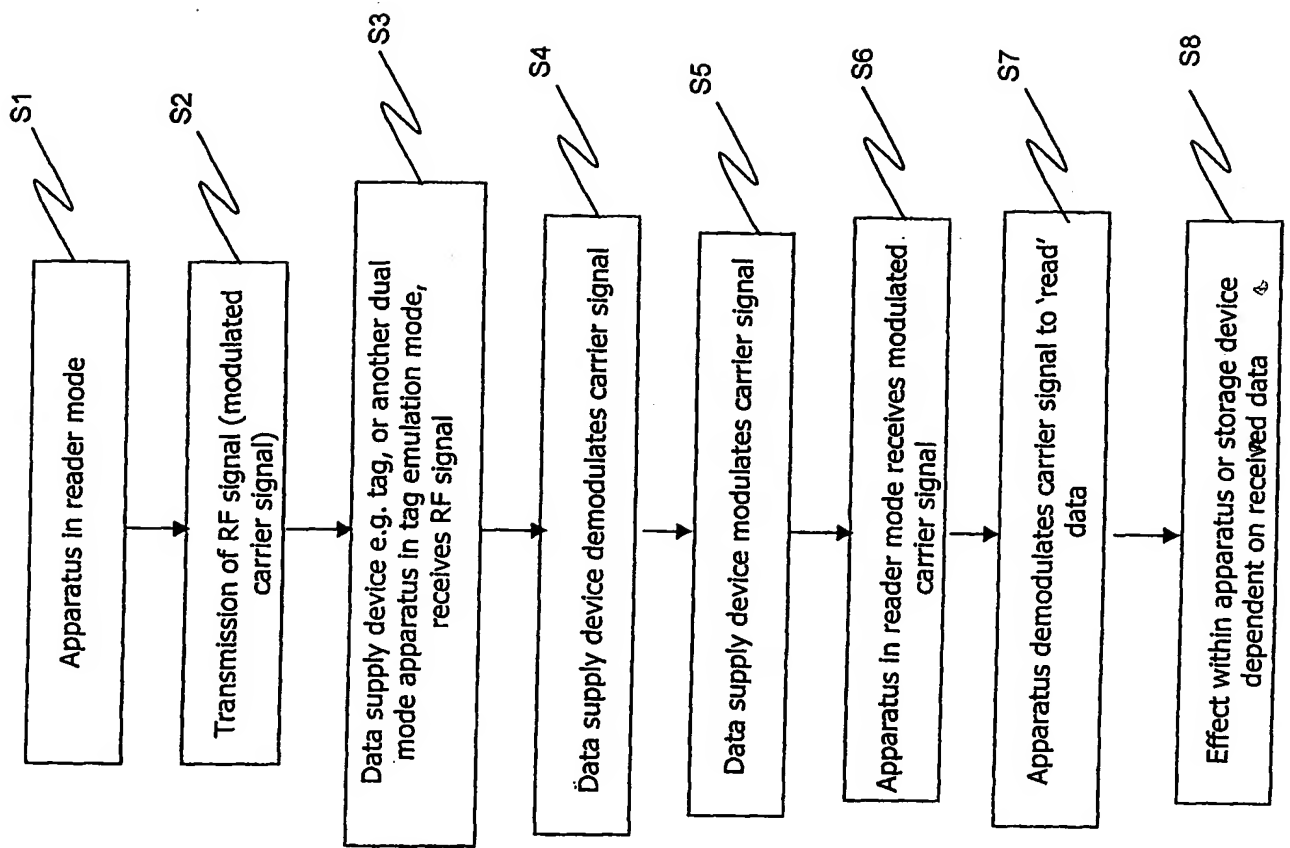 Apparatus in reader mode
S1
Transmission of RF signal (modulated
carrier signal)
S2
Data supply device e.g. tag, or another dual
mode apparatus in tag emulation mode,
receives RF signal
S3
Data supply device demodulates carrier signal
S4
Data supply device modulates carrier signal
S5
Apparatus in reader mode receives modulated
carrier signal
S6
Apparatus demodulates carrier signal to ‘read’
data
S7
Effect within apparatus or storage device
dependent on received data
S8